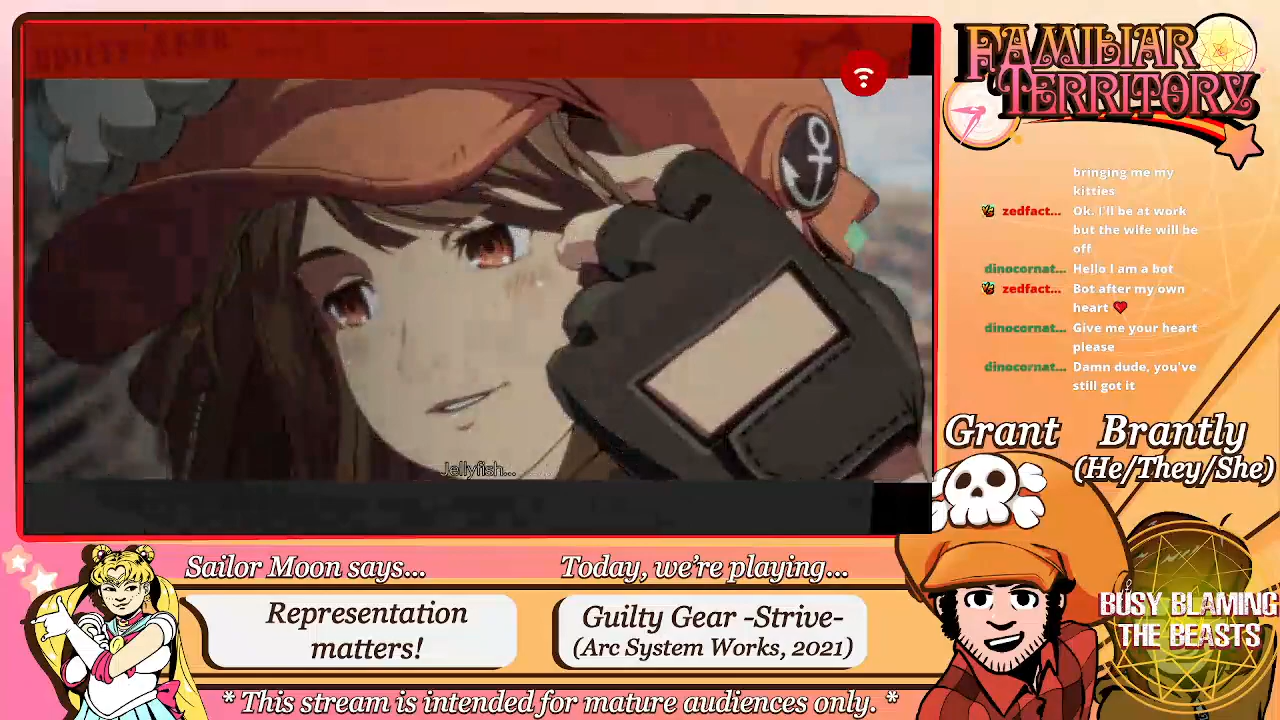 FAMILIAR
TERRITORY
bringing me my
kitties
zedfact... Ok. I'll be at work
but the wife will be
off
dinocornat... Hello I am a bot
zedfact... Bot after my own
heart ❤
dinocornat... Give me your heart
please
dinocornat... Damn dude, you've
still got it
Jellyfish...
Grant
Brantly
(He/They/She)
BUSY BLAMING
THE BEASTS
Sailor Moon says...
Representation
matters!
Today, we're playing...
Guilty Gear -Strive-
(Arc System Works, 2021)
* This stream is intended for mature audiences only. *